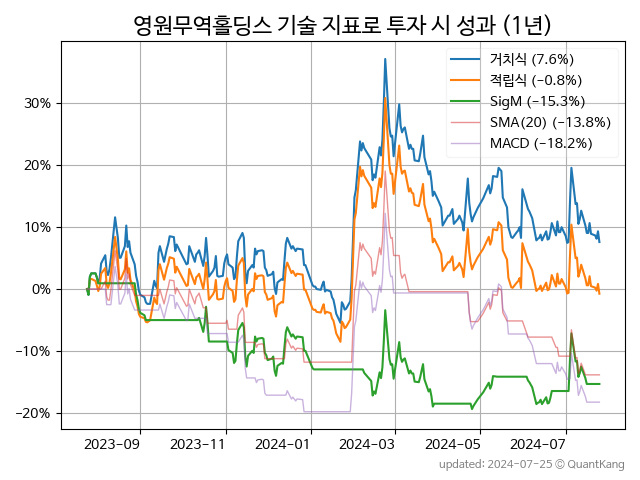 영원무역홀딩스 기술 지표로 투자 시 성과 (1년)
거치식 (7.6%)
적립식 (−0.8%)
SigM (−15.3%)
SMA(20) (−13.8%)
MACD (−18.2%)
30%
20%
10%
0%
−10%
−20%
2023-09 2023-11 2024-01 2024-03 2024-05 2024-07
updated: 2024-07-25 © QuantKang